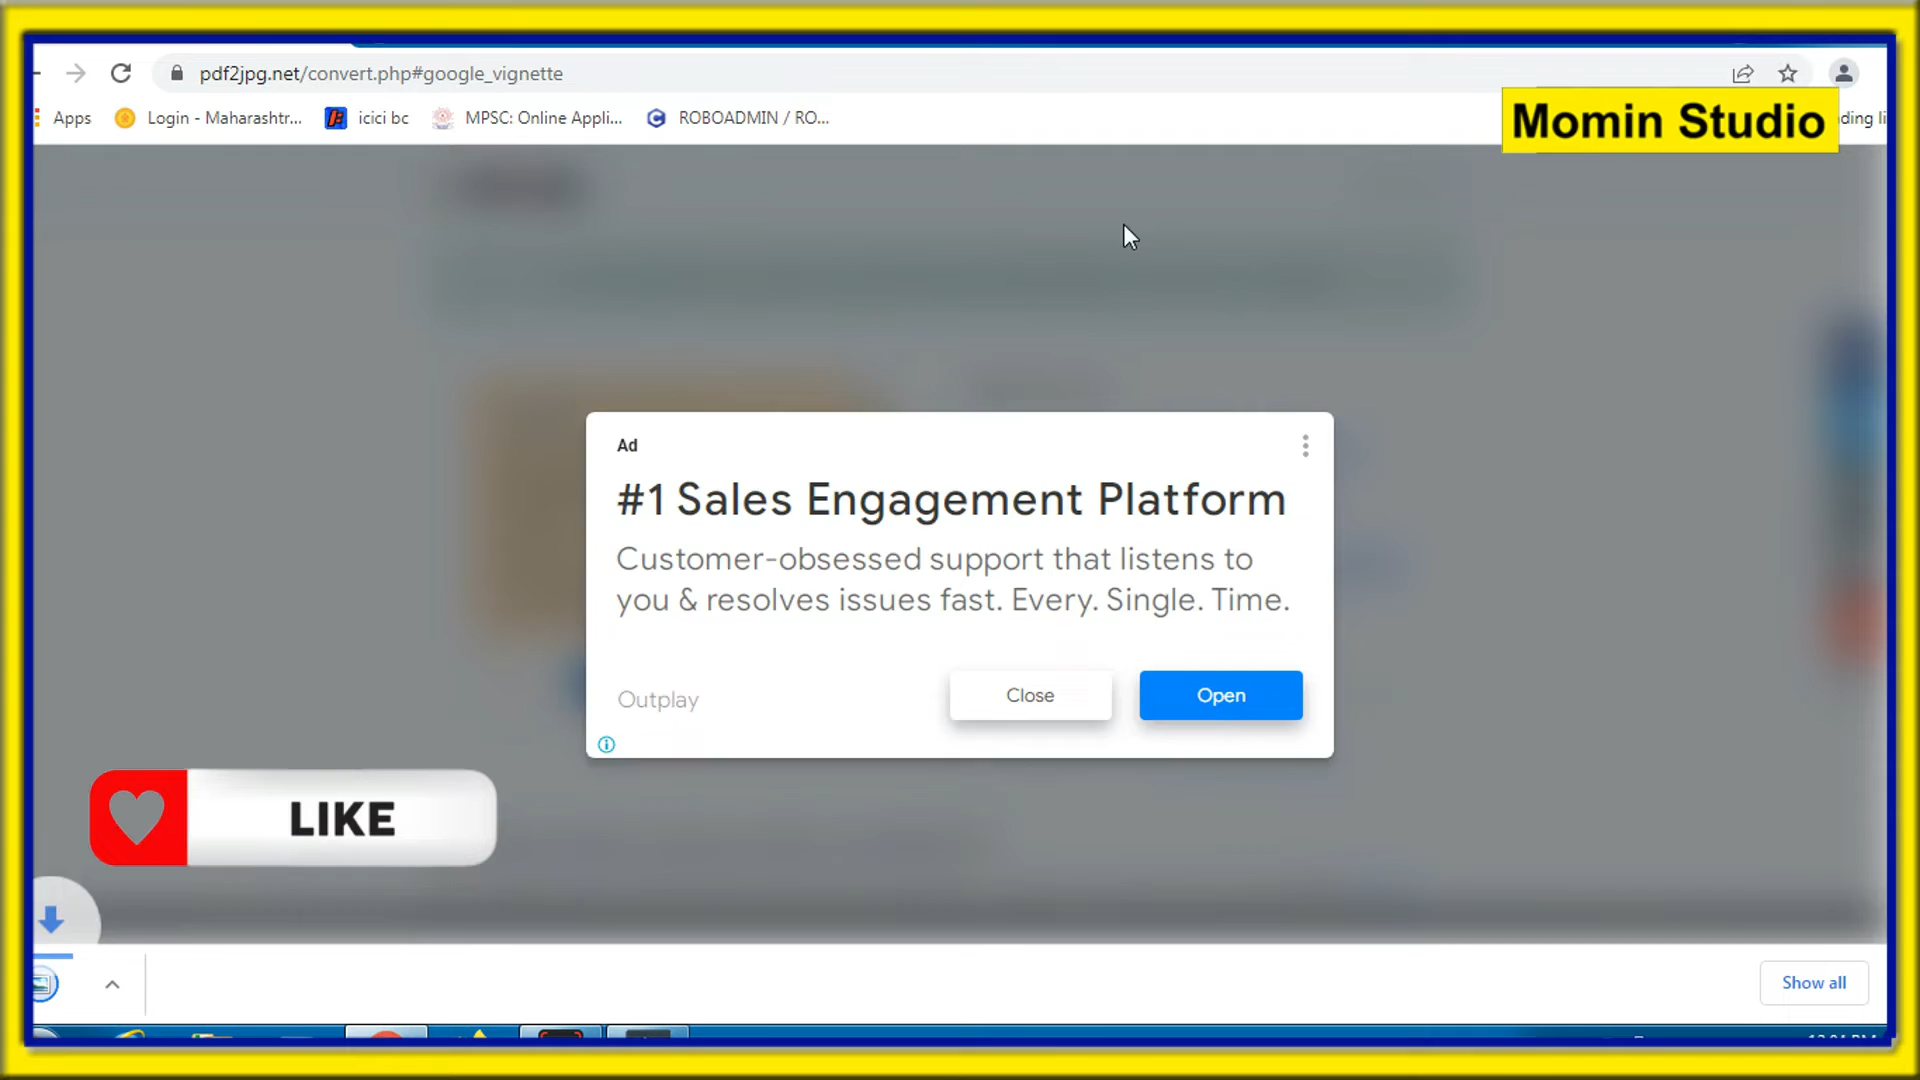 pdf2jpg.net/convert.php#google_vignette
Apps
Login - Maharashtr...
icici bc
MPSC: Online Appli...
ROBOADMIN / RO...
Momin Studio
Ad
#1 Sales Engagement Platform
Customer-obsessed support that listens to
you & resolves issues fast. Every. Single. Time.
Outplay
Close
Open
LIKE
Show all